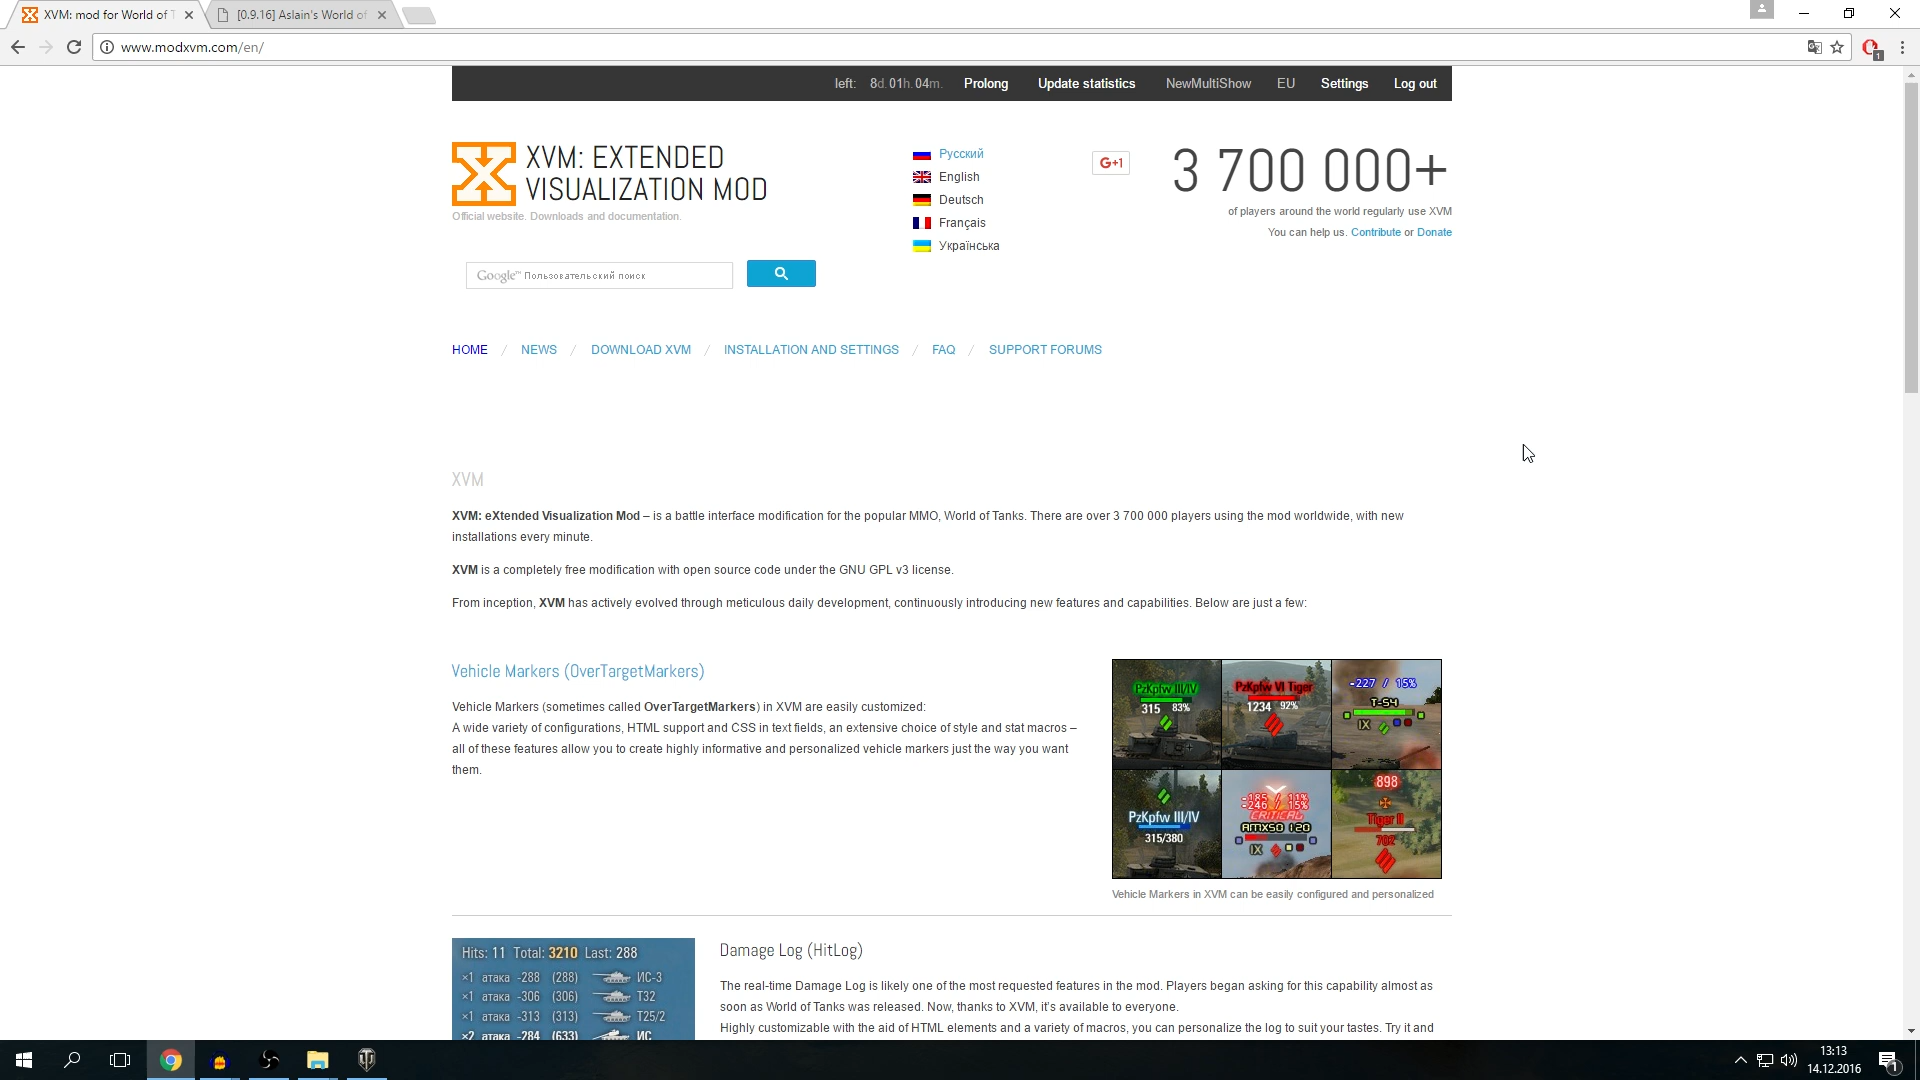 XVM: mod for World of T
[0.9.16] Aslain's World of
www.modxvm.com/en/
left: 8d. 01h. 04m. Prolong Update statistics NewMultiShow EU Settings Log out
XVM: EXTENDED
VISUALIZATION MOD
Official website. Downloads and documentation.
Русский
English
Deutsch
Français
Українська
G+1
3 700 000+
of players around the world regularly use XVM
You can help us. Contribute or Donate
Google™ Пользовательский поиск
HOME / NEWS / DOWNLOAD XVM / INSTALLATION AND SETTINGS / FAQ / SUPPORT FORUMS
XVM
XVM: eXtended Visualization Mod – is a battle interface modification for the popular MMO, World of Tanks. There are over 3 700 000 players using the mod worldwide, with new
installations every minute.
XVM is a completely free modification with open source code under the GNU GPL v3 license.
From inception, XVM has actively evolved through meticulous daily development, continuously introducing new features and capabilities. Below are just a few:
Vehicle Markers (OverTargetMarkers)
Vehicle Markers (sometimes called OverTargetMarkers) in XVM are easily customized:
A wide variety of configurations, HTML support and CSS in text fields, an extensive choice of style and stat macros –
all of these features allow you to create highly informative and personalized vehicle markers just the way you want
them.
PzKpfw III/IV
315 83%
PzKpfw VI Tiger
1234 92%
-227 / 15%
T-54
IX
PzKpfw III/IV
315/380
-185 / 11%
-246 / 15%
CRITICAL
AMX50 120
IX
898
Tiger II
702
Vehicle Markers in XVM can be easily configured and personalized
Hits: 11 Total: 3210 Last: 288
×1 атака -288 (288) ИС-3
×1 атака -306 (306) T32
×1 атака -313 (313) T25/2
×2 атака -284 (633) ИС
Damage Log (HitLog)
The real-time Damage Log is likely one of the most requested features in the mod. Players began asking for this capability almost as
soon as World of Tanks was released. Now, thanks to XVM, it's available to everyone.
Highly customizable with the aid of HTML elements and a variety of macros, you can personalize the log to suit your tastes. Try it and
13:13
14.12.2016
1
1